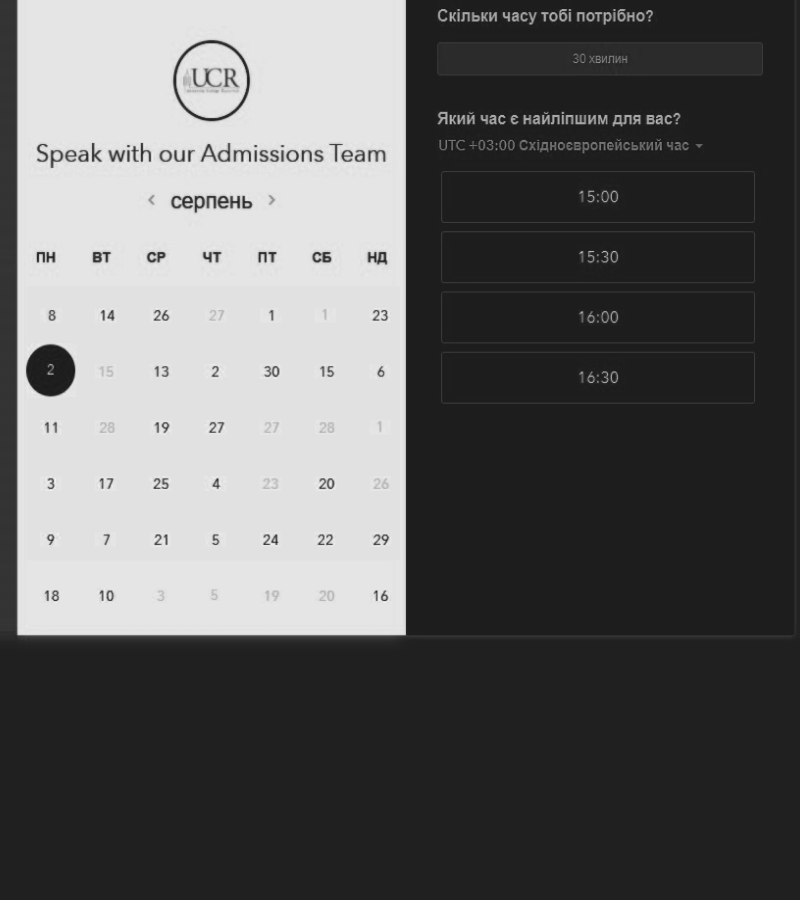 UCR
Speak with our Admissions Team
серпень
ПН ВТ СР ЧТ ПТ СБ НД
8 14 26 27 1 1 23
2 15 13 2 30 15 6
11 28 19 27 27 28 1
3 17 25 4 23 20 26
9 7 21 5 24 22 29
18 10 3 5 19 20 16
Скільки часу тобі потрібно?
30 хвилин
Який час є найліпшим для вас?
UTC +03:00 Східноєвропейський час
15:00
15:30
16:00
16:30